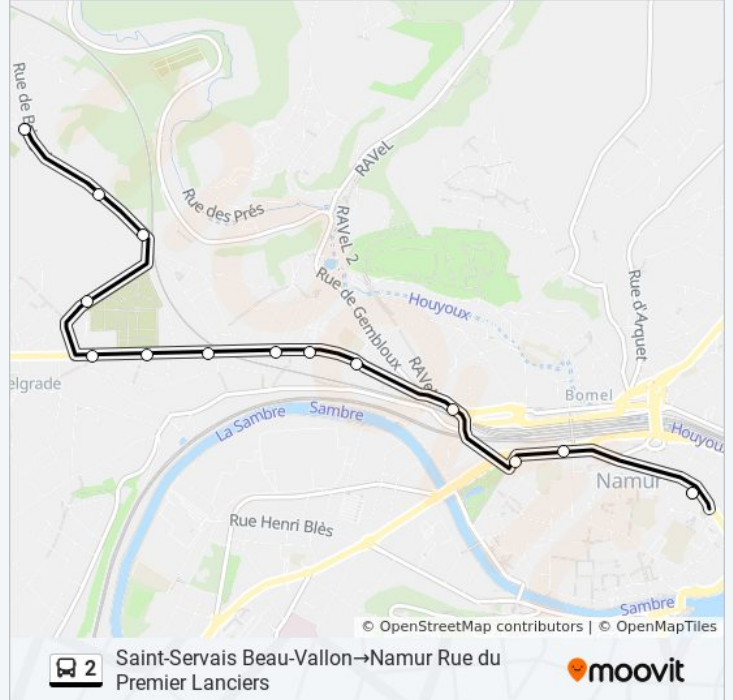 Rue de
RAVeL
Rue des Prés
RAVeL 2
Houyoux
Rue de Gembloux
Rue d'Arquet
RAVeL
elgrade
Bomel
La Sambre
Sambre
Houyou
Namur
Rue Henri Blès
Sambre
© OpenStreetMap contributors | © OpenMapTiles
2
Saint-Servais Beau-Vallon→Namur Rue du
Premier Lanciers
moovit